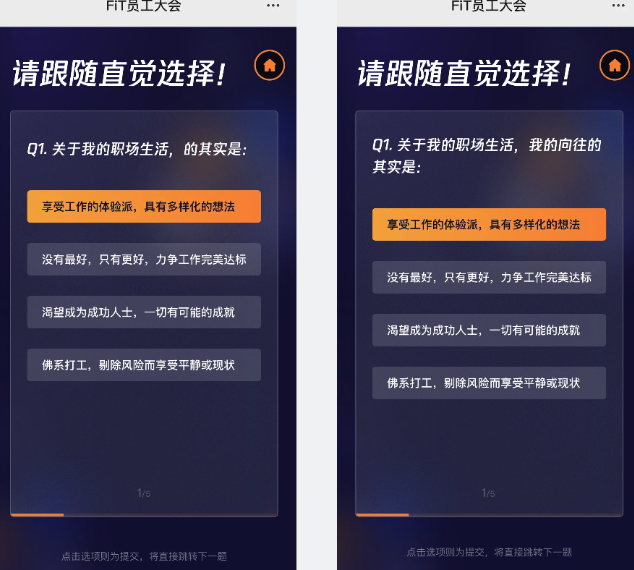 FiT员工大会
请跟随直觉选择！
Q1. 关于我的职场生活，的其实是：
享受工作的体验派，具有多样化的想法
没有最好，只有更好，力争工作完美达标
渴望成为成功人士，一切有可能的成就
佛系打工，剔除风险而享受平静或现状
1/5
点击选项则为提交，将直接跳转下一题
FiT员工大会
请跟随直觉选择！
Q1. 关于我的职场生活，我的向往的
其实是：
享受工作的体验派，具有多样化的想法
没有最好，只有更好，力争工作完美达标
渴望成为成功人士，一切有可能的成就
佛系打工，剔除风险而享受平静或现状
1/5
点击选项则为提交，将直接跳转下一题